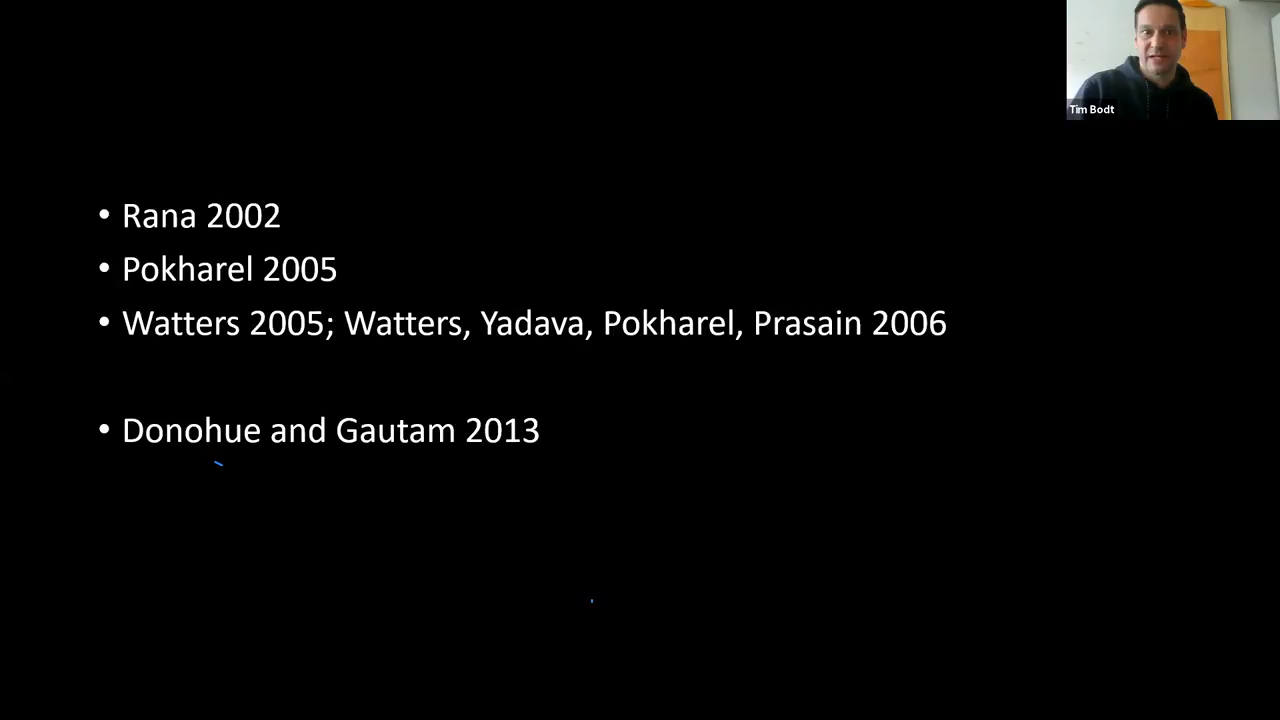 Tim Bodt
• Rana 2002
• Pokharel 2005
• Watters 2005; Watters, Yadava, Pokharel, Prasain 2006
• Donohue and Gautam 2013